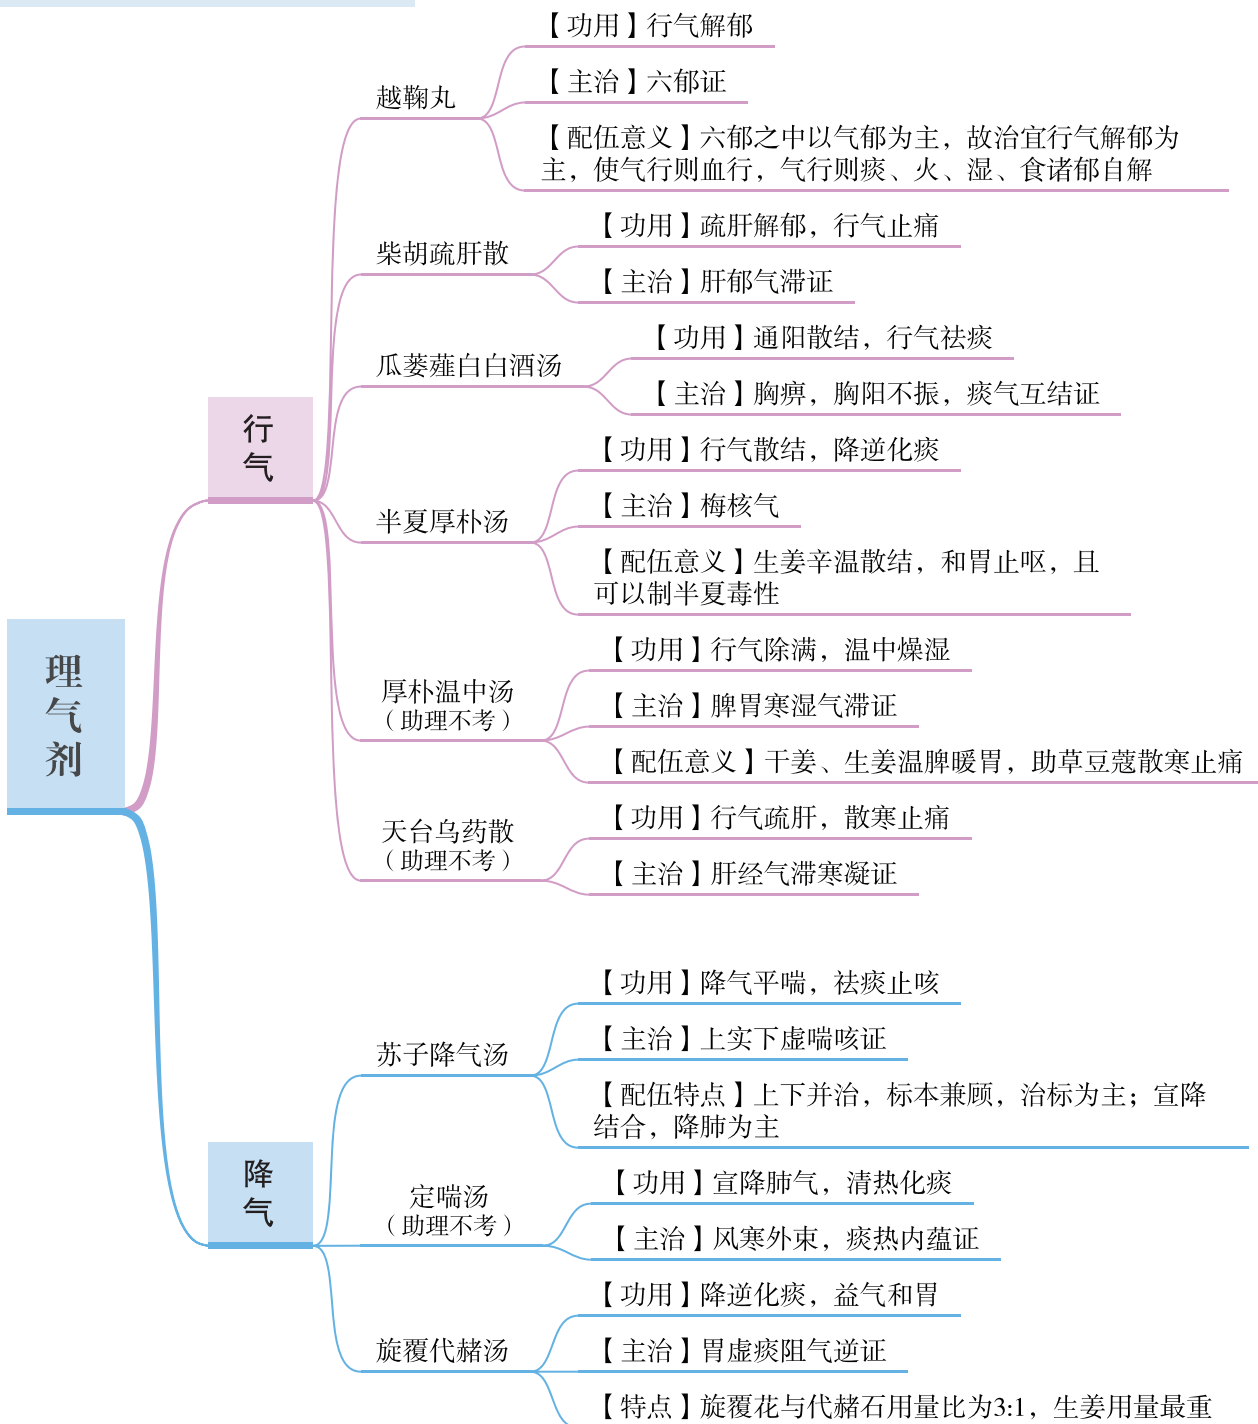 理
气
剂
行
气
越鞠丸
【功用】行气解郁
【主治】六郁证
【配伍意义】六郁之中以气郁为主，故治宜行气解郁为
主，使气行则血行，气行则痰、火、湿、食诸郁自解
柴胡疏肝散
【功用】疏肝解郁，行气止痛
【主治】肝郁气滞证
瓜蒌薤白白酒汤
【功用】通阳散结，行气祛痰
【主治】胸痹，胸阳不振，痰气互结证
半夏厚朴汤
【功用】行气散结，降逆化痰
【主治】梅核气
【配伍意义】生姜辛温散结，和胃止呕，且
可以制半夏毒性
厚朴温中汤
（助理不考）
【功用】行气除满，温中燥湿
【主治】脾胃寒湿气滞证
【配伍意义】干姜、生姜温脾暖胃，助草豆蔻散寒止痛
天台乌药散
（助理不考）
【功用】行气疏肝，散寒止痛
【主治】肝经气滞寒凝证
降
气
苏子降气汤
【功用】降气平喘，祛痰止咳
【主治】上实下虚喘咳证
【配伍特点】上下并治，标本兼顾，治标为主；宣降
结合，降肺为主
定喘汤
（助理不考）
【功用】宣降肺气，清热化痰
【主治】风寒外束，痰热内蕴证
旋覆代赭汤
【功用】降逆化痰，益气和胃
【主治】胃虚痰阻气逆证
【特点】旋覆花与代赭石用量比为3:1，生姜用量最重